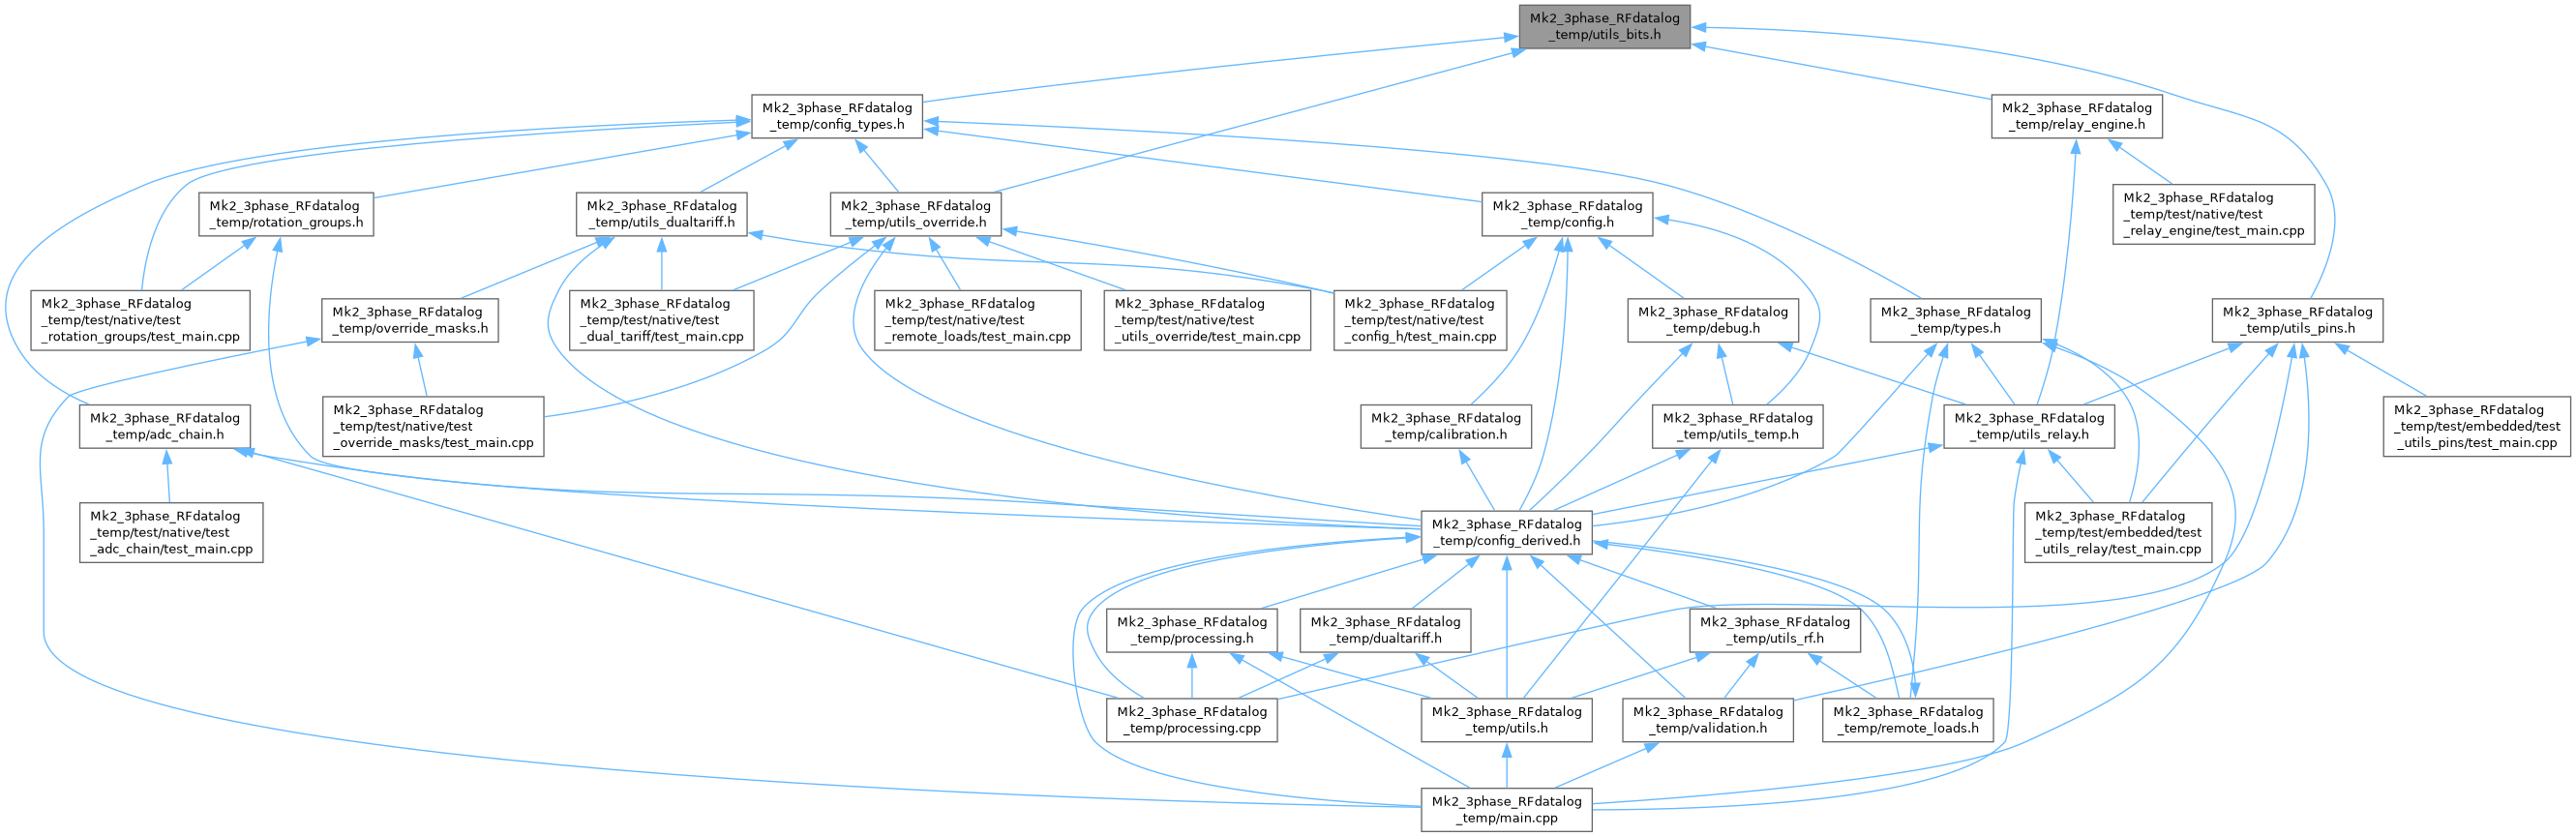 Mk2_3phase_RFdatalog
_temp/utils_bits.h
Mk2_3phase_RFdatalog
_temp/config_types.h
Mk2_3phase_RFdatalog
_temp/relay_engine.h
Mk2_3phase_RFdatalog
_temp/rotation_groups.h
Mk2_3phase_RFdatalog
_temp/utils_dualtariff.h
Mk2_3phase_RFdatalog
_temp/utils_override.h
Mk2_3phase_RFdatalog
_temp/config.h
Mk2_3phase_RFdatalog
_temp/test/native/test
_relay_engine/test_main.cpp
Mk2_3phase_RFdatalog
_temp/test/native/test
_rotation_groups/test_main.cpp
Mk2_3phase_RFdatalog
_temp/override_masks.h
Mk2_3phase_RFdatalog
_temp/test/native/test
_dual_tariff/test_main.cpp
Mk2_3phase_RFdatalog
_temp/test/native/test
_remote_loads/test_main.cpp
Mk2_3phase_RFdatalog
_temp/test/native/test
_utils_override/test_main.cpp
Mk2_3phase_RFdatalog
_temp/test/native/test
_config_h/test_main.cpp
Mk2_3phase_RFdatalog
_temp/debug.h
Mk2_3phase_RFdatalog
_temp/types.h
Mk2_3phase_RFdatalog
_temp/utils_pins.h
Mk2_3phase_RFdatalog
_temp/adc_chain.h
Mk2_3phase_RFdatalog
_temp/test/native/test
_override_masks/test_main.cpp
Mk2_3phase_RFdatalog
_temp/calibration.h
Mk2_3phase_RFdatalog
_temp/utils_temp.h
Mk2_3phase_RFdatalog
_temp/utils_relay.h
Mk2_3phase_RFdatalog
_temp/test/embedded/test
_utils_pins/test_main.cpp
Mk2_3phase_RFdatalog
_temp/test/native/test
_adc_chain/test_main.cpp
Mk2_3phase_RFdatalog
_temp/config_derived.h
Mk2_3phase_RFdatalog
_temp/test/embedded/test
_utils_relay/test_main.cpp
Mk2_3phase_RFdatalog
_temp/processing.h
Mk2_3phase_RFdatalog
_temp/dualtariff.h
Mk2_3phase_RFdatalog
_temp/utils_rf.h
Mk2_3phase_RFdatalog
_temp/processing.cpp
Mk2_3phase_RFdatalog
_temp/utils.h
Mk2_3phase_RFdatalog
_temp/validation.h
Mk2_3phase_RFdatalog
_temp/remote_loads.h
Mk2_3phase_RFdatalog
_temp/main.cpp